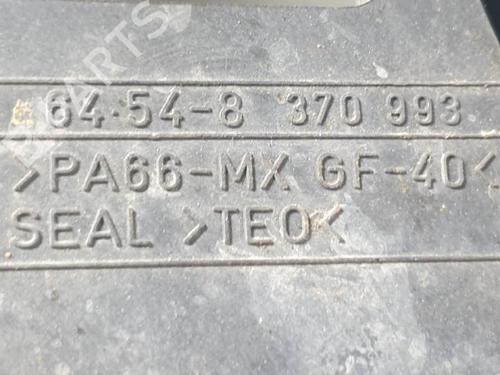 64.54-8 370 993
>PA66-MX GF-40<
SEAL >TEO<